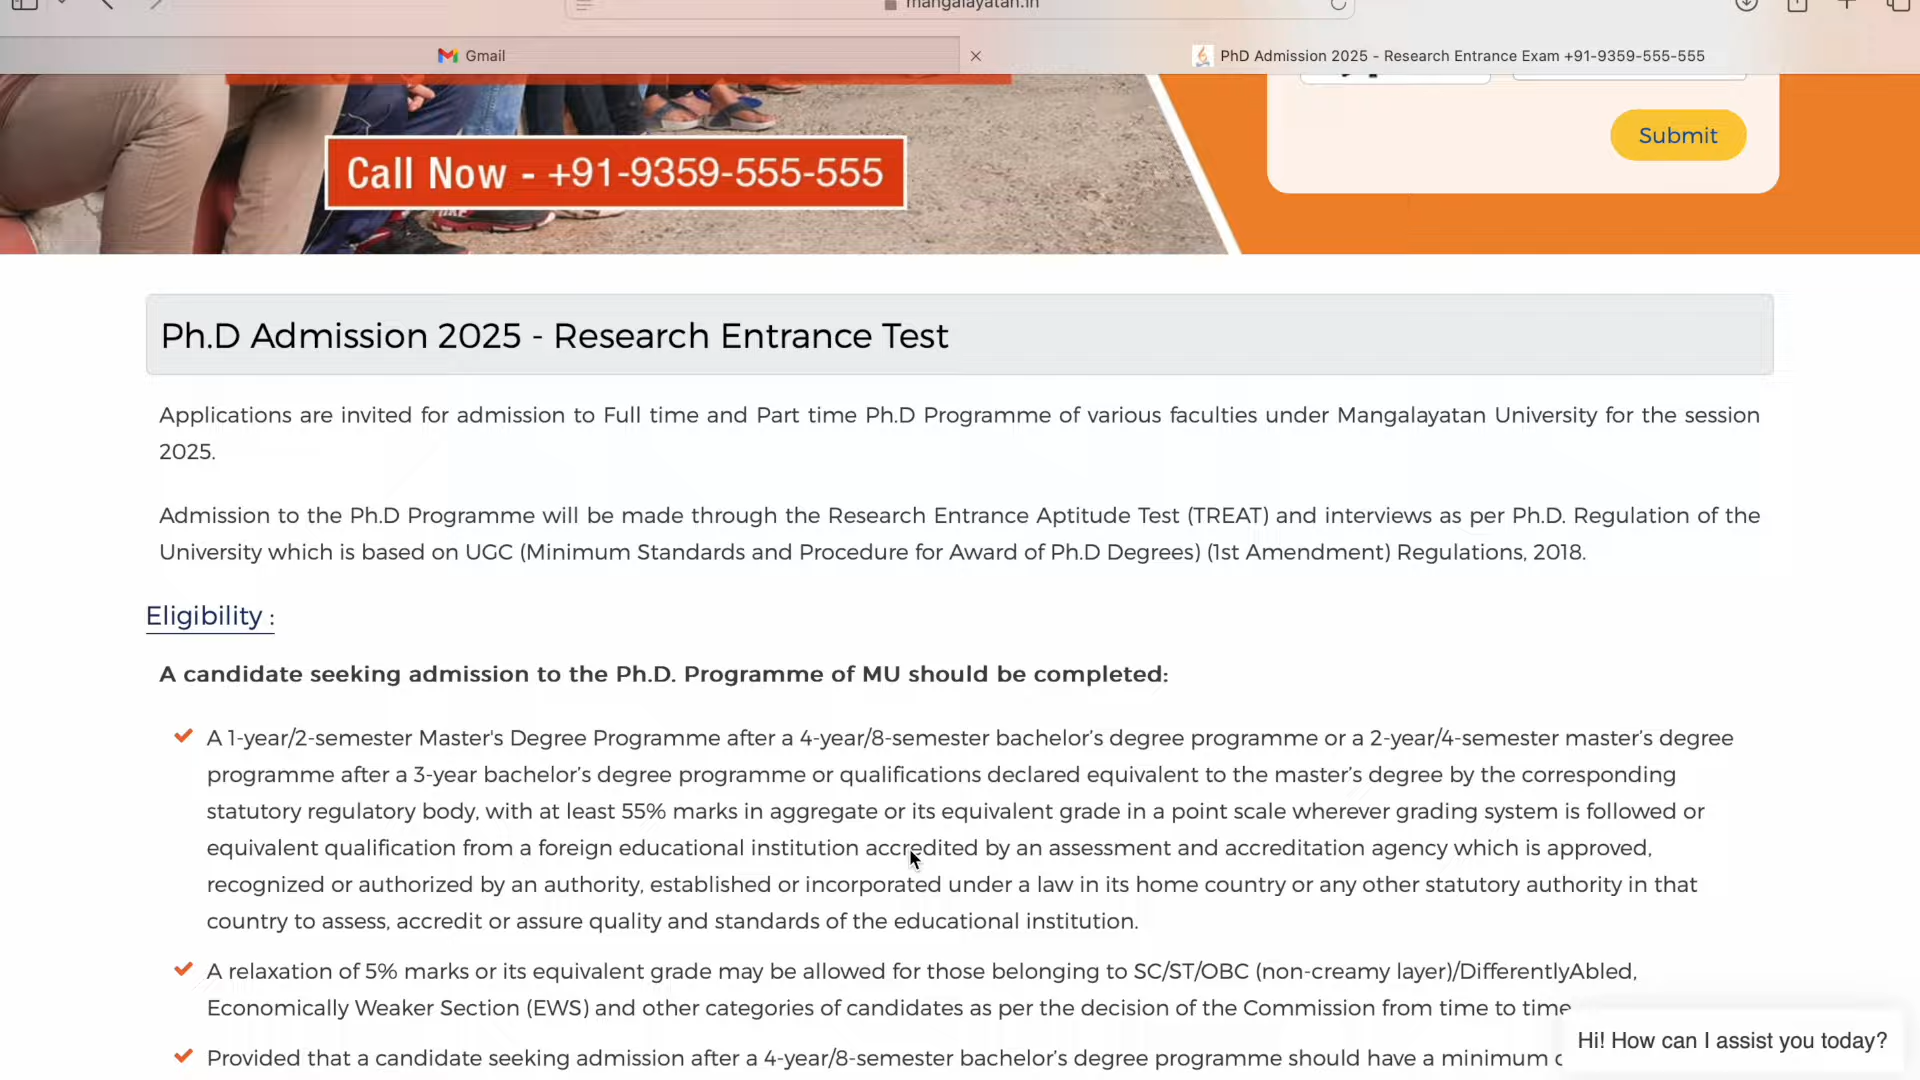 mangalayatan.in
Gmail
PhD Admission 2025 - Research Entrance Exam +91-9359-555-555
Call Now - +91-9359-555-555
Submit
Ph.D Admission 2025 - Research Entrance Test
Applications are invited for admission to Full time and Part time Ph.D Programme of various faculties under Mangalayatan University for the session
2025.
Admission to the Ph.D Programme will be made through the Research Entrance Aptitude Test (TREAT) and interviews as per Ph.D. Regulation of the
University which is based on UGC (Minimum Standards and Procedure for Award of Ph.D Degrees) (1st Amendment) Regulations, 2018.
Eligibility :
A candidate seeking admission to the Ph.D. Programme of MU should be completed:
A 1-year/2-semester Master's Degree Programme after a 4-year/8-semester bachelor’s degree programme or a 2-year/4-semester master’s degree
programme after a 3-year bachelor’s degree programme or qualifications declared equivalent to the master’s degree by the corresponding
statutory regulatory body, with at least 55% marks in aggregate or its equivalent grade in a point scale wherever grading system is followed or
equivalent qualification from a foreign educational institution accredited by an assessment and accreditation agency which is approved,
recognized or authorized by an authority, established or incorporated under a law in its home country or any other statutory authority in that
country to assess, accredit or assure quality and standards of the educational institution.
A relaxation of 5% marks or its equivalent grade may be allowed for those belonging to SC/ST/OBC (non-creamy layer)/DifferentlyAbled,
Economically Weaker Section (EWS) and other categories of candidates as per the decision of the Commission from time to time
Provided that a candidate seeking admission after a 4-year/8-semester bachelor’s degree programme should have a minimum
Hi! How can I assist you today?